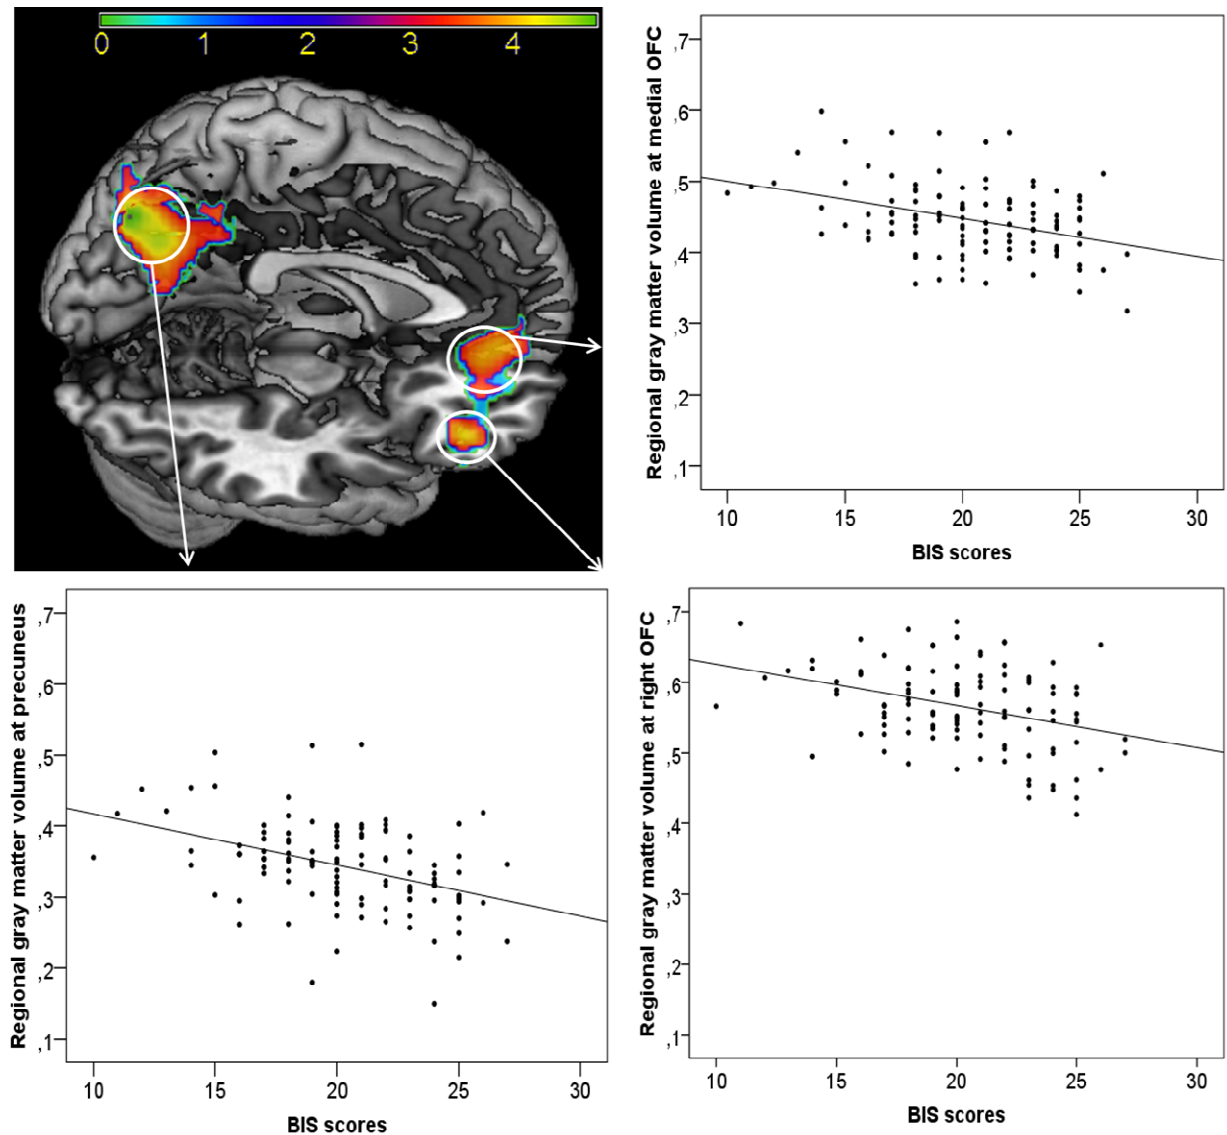 0 1 2 3 4
Regional gray matter volume at medial OFC
,7
,6
,5
,4
,3
,2
,1
10 15 20 25 30
BIS scores
Regional gray matter volume at precuneus
,7
,6
,5
,4
,3
,2
,1
10 15 20 25 30
BIS scores
Regional gray matter volume at right OFC
,7
,6
,5
,4
,3
,2
,1
10 15 20 25 30
BIS scores